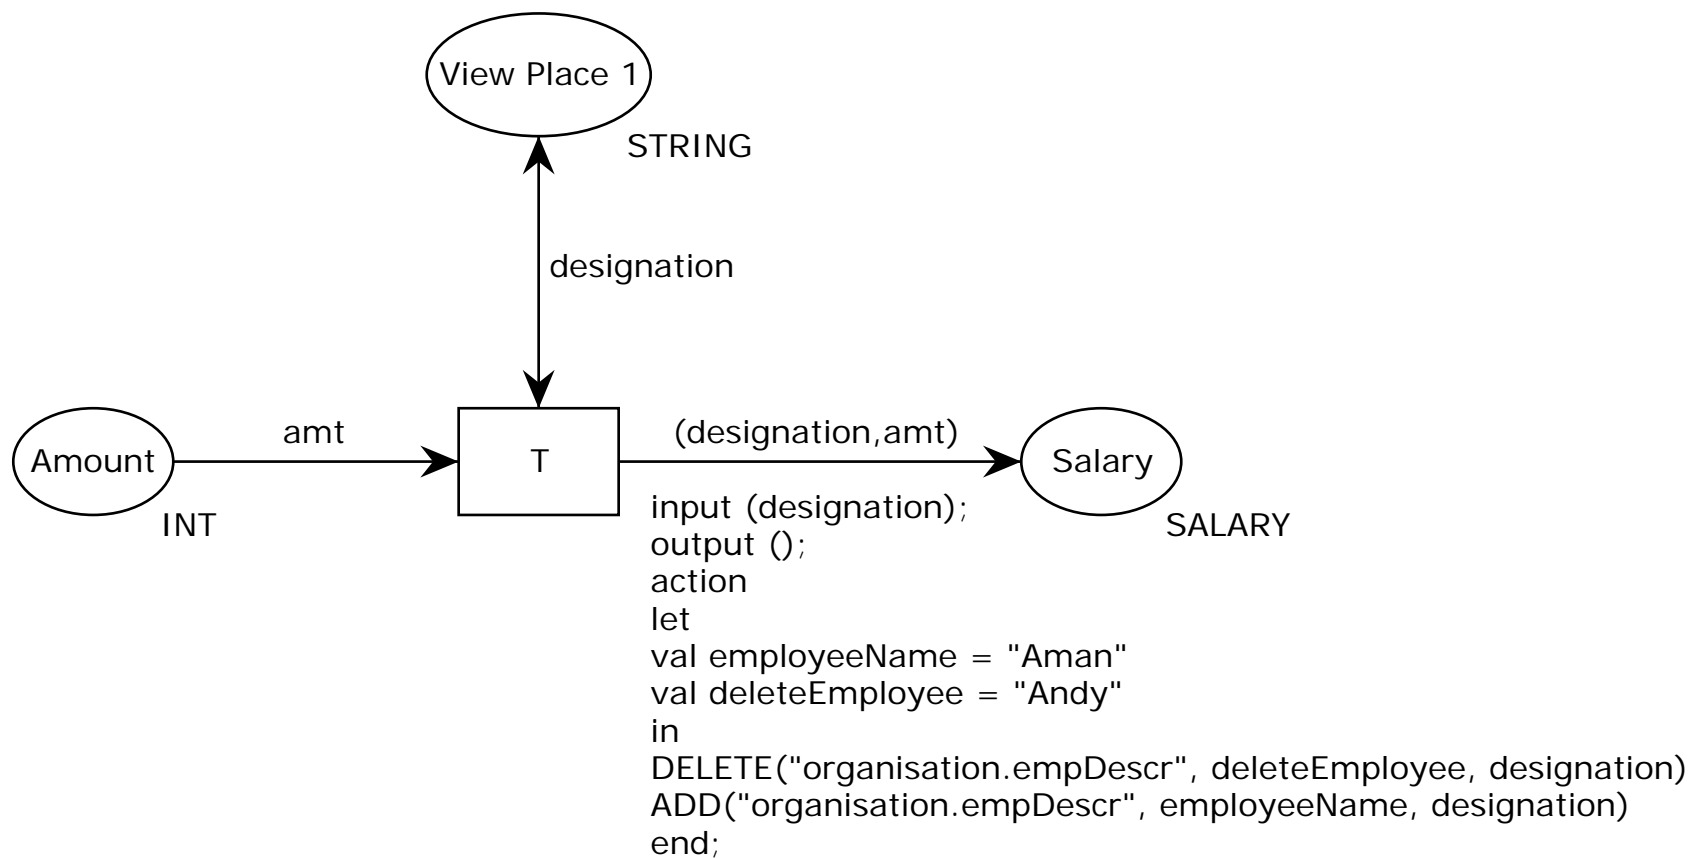 View Place 1
STRING
designation
amt
(designation,amt)
Amount
T
Salary
INT
SALARY
input (designation);
output ();
action
let
val employeeName = "Aman"
val deleteEmployee = "Andy"
in
DELETE("organisation.empDescr", deleteEmployee, designation)
ADD("organisation.empDescr", employeeName, designation)
end;